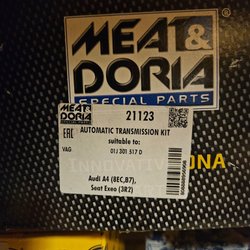 MEAT&
DORIA
SPECIAL PARTS
MEAT&
DORIA
21123
EAC
AUTOMATIC TRANSMISSION KIT
suitable to:
VAG
01J 301 517 D
Audi A4 (8EC,B7),
Seat Exeo (3R2)